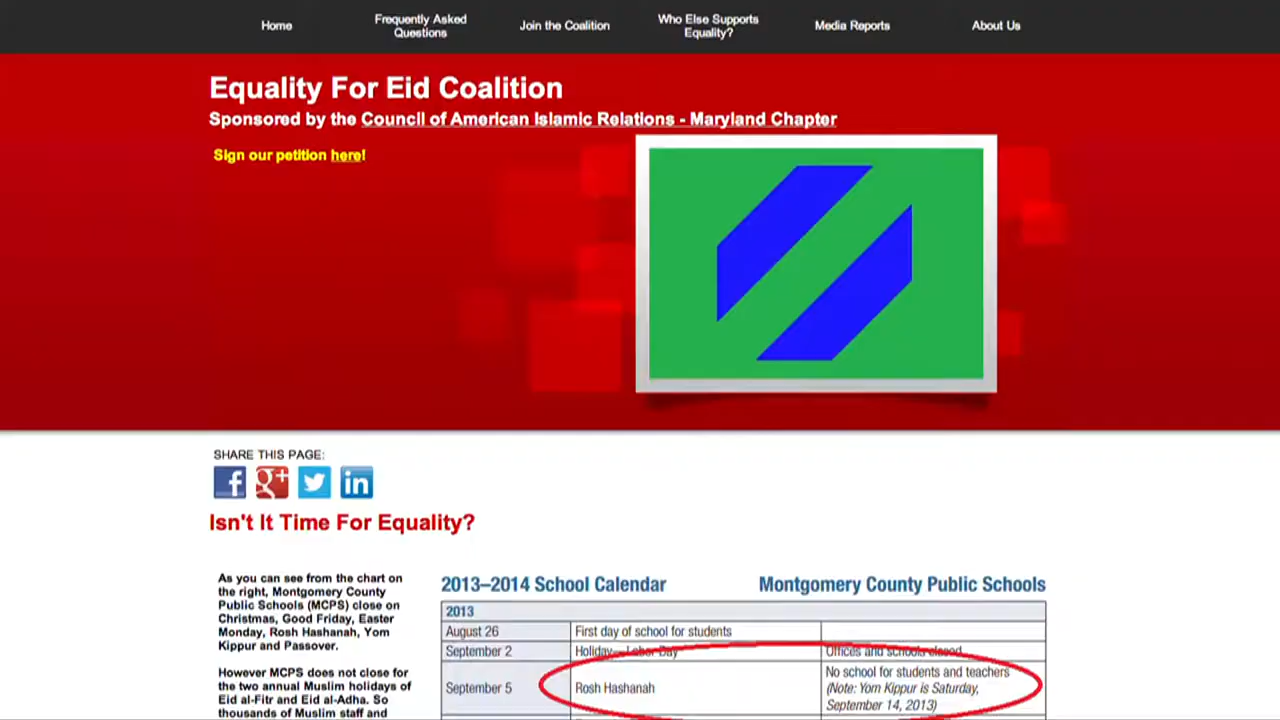 Home
Frequently Asked
Questions
Join the Coalition
Who Else Supports
Equality?
Media Reports
About Us
Equality For Eid Coalition
Sponsored by the Council of American Islamic Relations - Maryland Chapter
Sign our petition here!
SHARE THIS PAGE:
Isn't It Time For Equality?
As you can see from the chart on
the right, Montgomery County
Public Schools (MCPS) close on
Christmas, Good Friday, Easter
Monday, Rosh Hashanah, Yom
Kippur and Passover.
However MCPS does not close for
the two annual Muslim holidays of
Eid al-Fitr and Eid al-Adha. So
thousands of Muslim staff and
2013–2014 School Calendar Montgomery County Public Schools
2013
August 26 First day of school for students
September 2 Holiday—Labor Day Offices and schools closed
September 5 Rosh Hashanah No school for students and teachers
(Note: Yom Kippur is Saturday,
September 14, 2013)